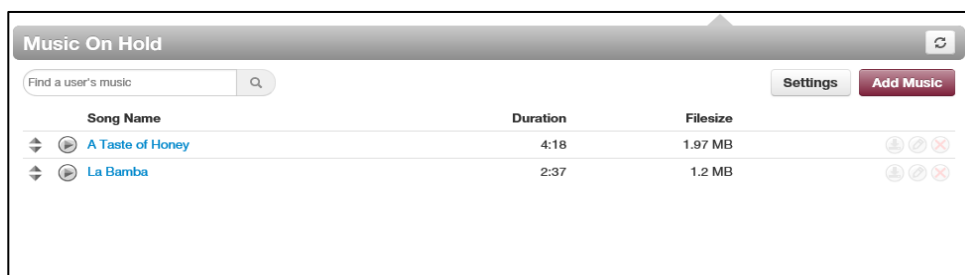 Music On Hold
Find a user's music
Settings
Add Music
Song Name Duration Filesize
A Taste of Honey 4:18 1.97 MB
La Bamba 2:37 1.2 MB